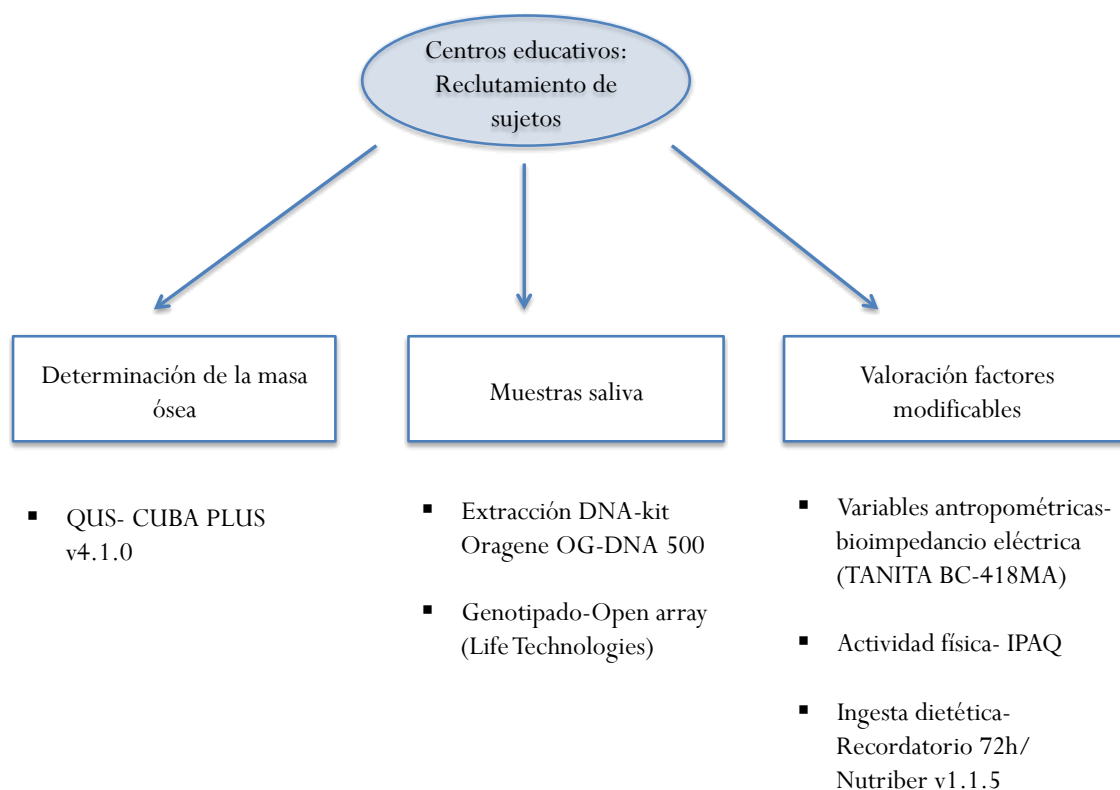 Centros educativos:
Reclutamiento de
sujetos
Determinación de la masa
ósea
▪ QUS- CUBA PLUS
v4.1.0
Muestras saliva
▪ Extracción DNA-kit
Oragene OG-DNA 500
▪ Genotipado-Open array
(Life Technologies)
Valoración factores
modificables
▪ Variables antropométricas-
bioimpedancio eléctrica
(TANITA BC-418MA)
▪ Actividad física- IPAQ
▪ Ingesta dietética-
Recordatorio 72h/
Nutriber v1.1.5